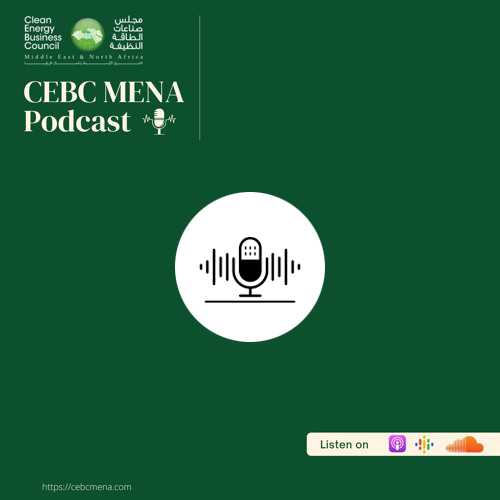 Clean
Energy
Business
Council
مجلس
صناعات
الطاقة
النظيفة
Middle East & North Africa
CEBC MENA
Podcast
Listen on
https://cebcmena.com